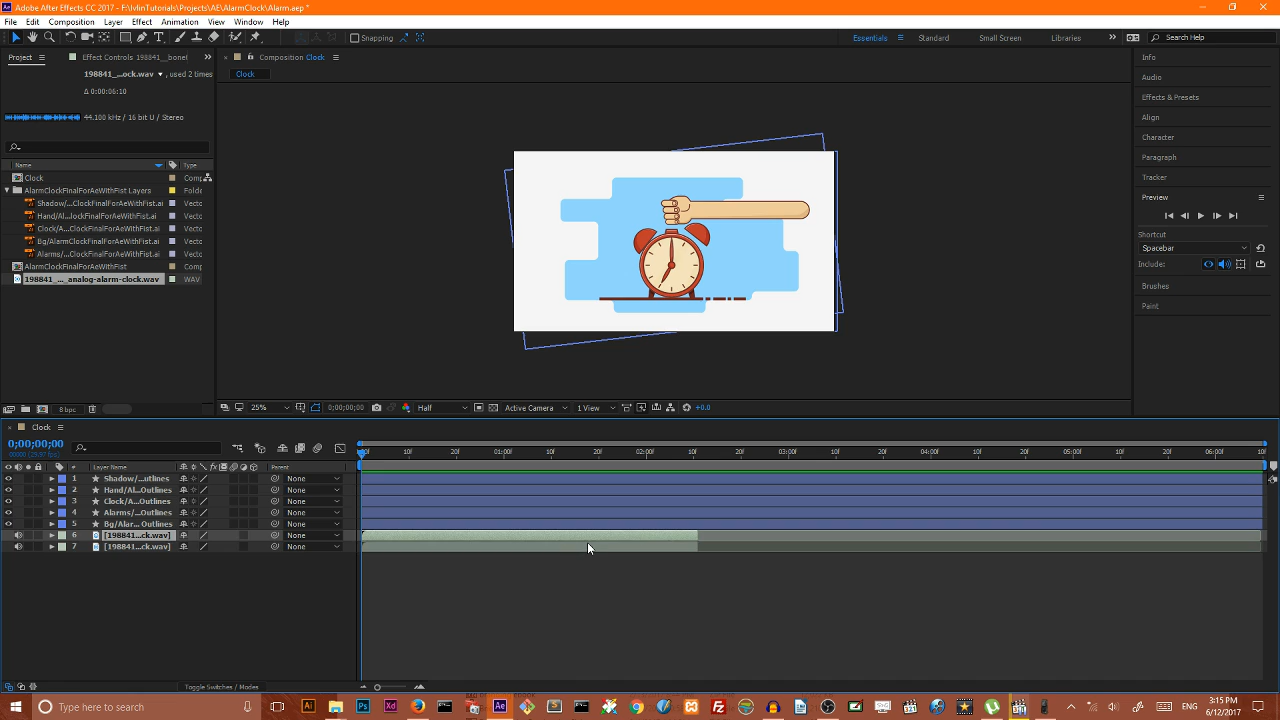 Adobe After Effects CC 2017 - F:\IvlinTutorials\Projects\AE\AlarmClock\Alarm.aep *
File Edit Composition Layer Effect Animation View Window Help
Snapping Essentials Standard Small Screen Libraries Search Help
Project Effect Controls: 198841__bonel
198841_...ock.wav ▼ , used 2 times
Δ 0:00:06:10
44.100 kHz / 16 bit U / Stereo
Name Type
Clock Comp
AlarmClockFinalForAeWithFist Layers Folde
Shadow/...ClockFinalForAeWithFist.ai Vecto
Hand/Al...lockFinalForAeWithFist.ai Vecto
Clock/A...ClockFinalForAeWithFist.ai Vecto
Bg/AlarmClockFinalForAeWithFist.ai Vecto
Alarms/...ClockFinalForAeWithFist.ai Vecto
AlarmClockFinalForAeWithFist Comp
198841_..._analog-alarm-clock.wav WAV
8 bpc
Composition Clock
Clock
25% 0;00;00;00 Half Active Camera 1 View +0.0
Info
Audio
Effects & Presets
Align
Character
Paragraph
Tracker
Preview
Shortcut
Spacebar
Include:
Brushes
Paint
Clock
0;00;00;00
00000 (29.97 fps)
10f 20f 01:00f 10f 20f 02:00f 10f 20f 03:00f 10f 20f 04:00f 10f 20f 05:00f 10f 20f 06:00f 10f
# Layer Name Parent
1 Shadow/...utlines None
2 Hand/Al...Outlines None
3 Clock/A...Outlines None
4 Alarms/...Outlines None
5 Bg/Alar...Outlines None
6 [198841...ck.wav] None
7 [198841...ck.wav] None
Toggle Switches / Modes
Type here to search
ENG
3:15 PM
6/12/2017